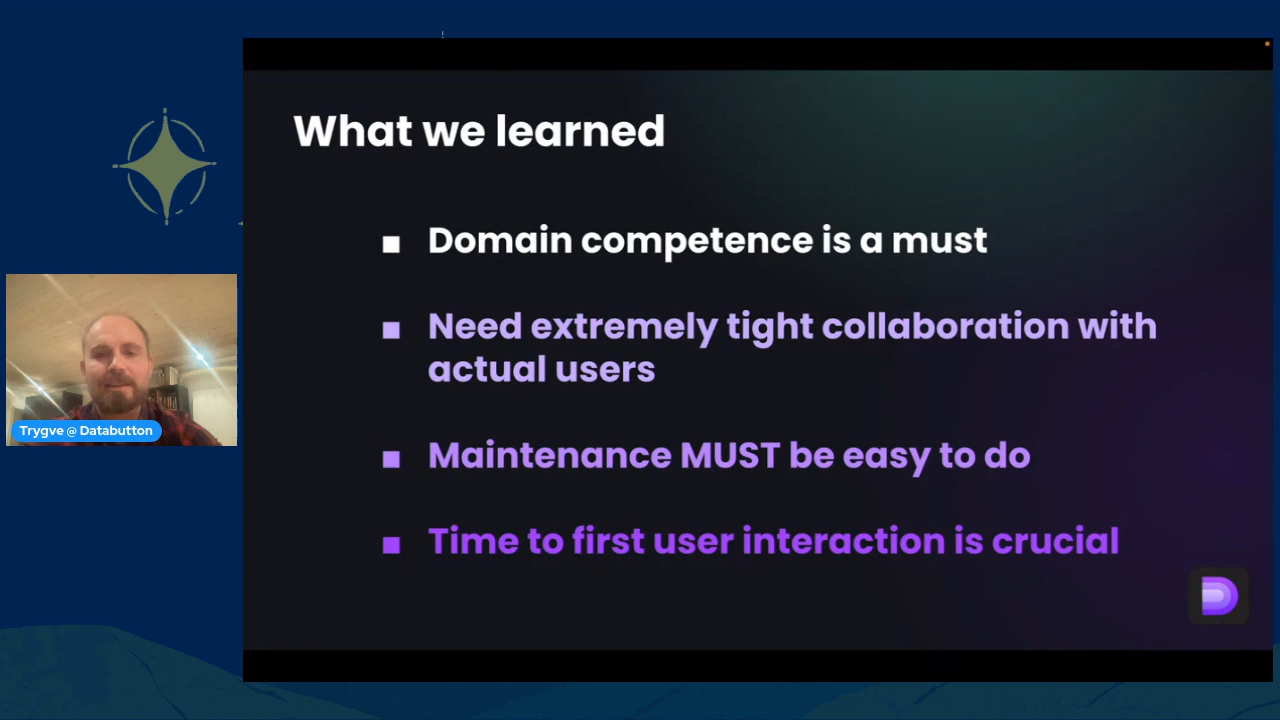 What we learned
Domain competence is a must
Need extremely tight collaboration with
actual users
Maintenance MUST be easy to do
Time to first user interaction is crucial
Trygve @ Databutton